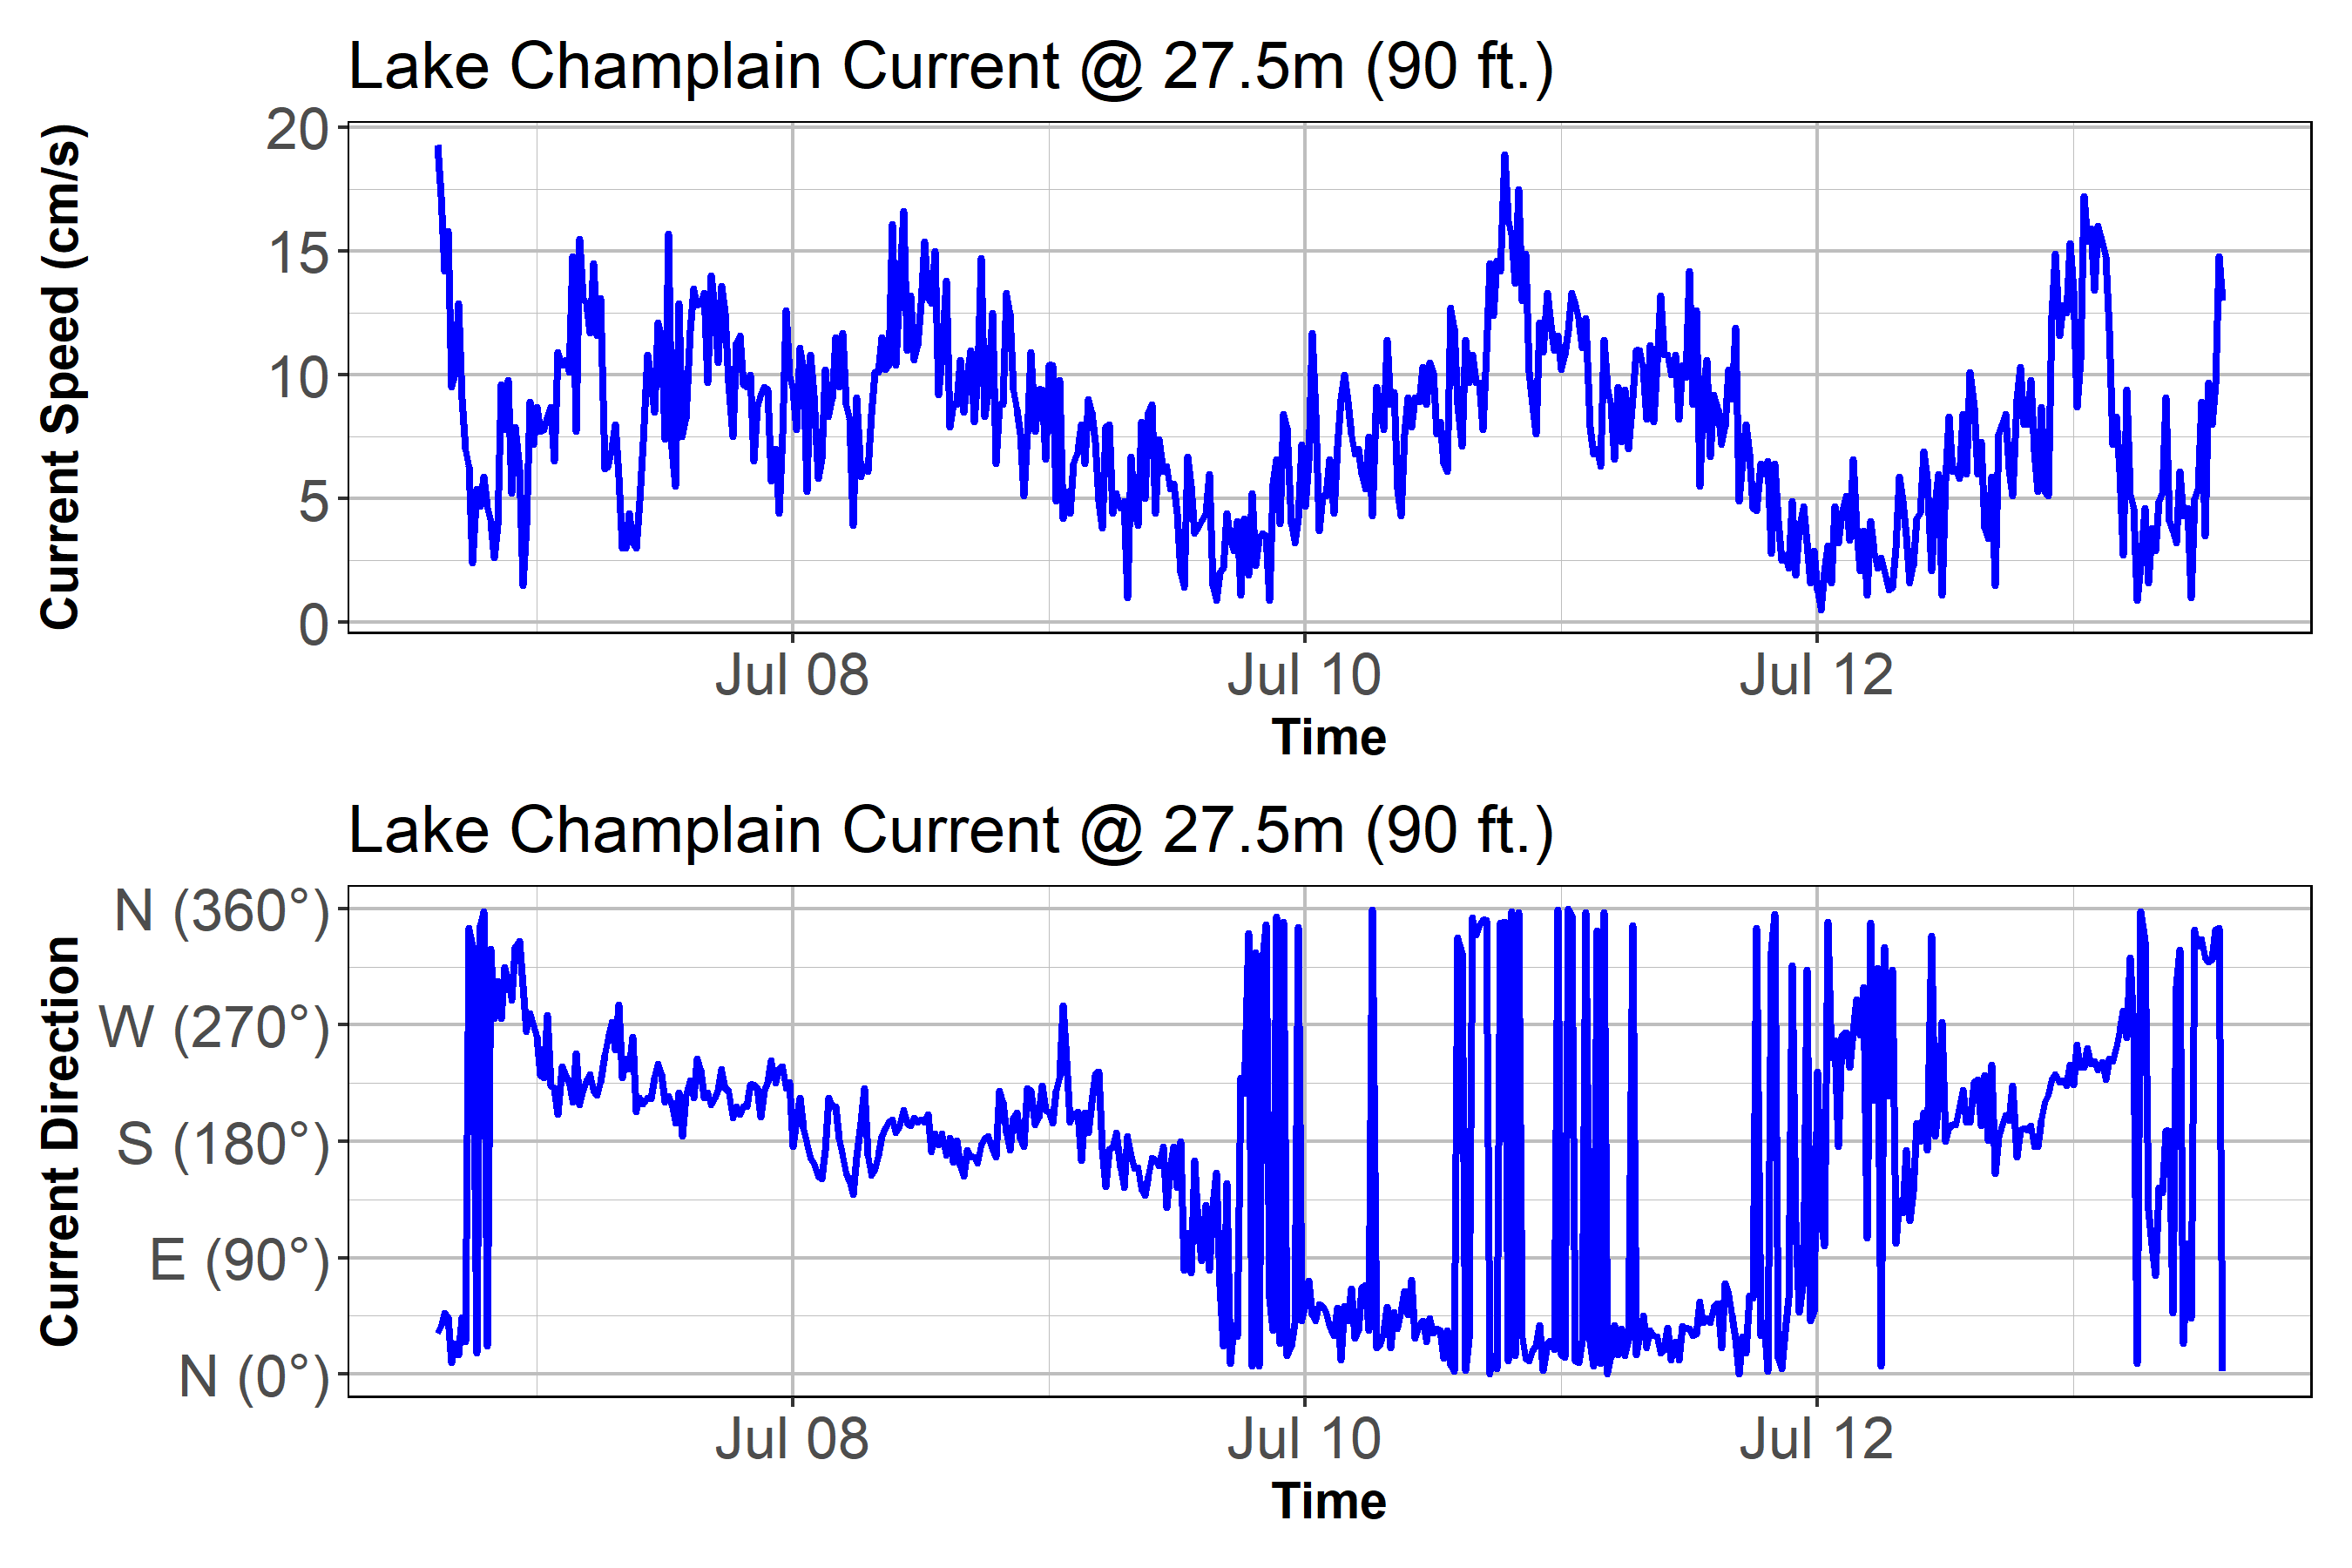 Lake Champlain Current @ 27.5m (90 ft.)
Current Speed (cm/s)
20
15
10
5
0
Jul 08 Jul 10 Jul 12
Time
Lake Champlain Current @ 27.5m (90 ft.)
Current Direction
N (360°)
W (270°)
S (180°)
E (90°)
N (0°)
Jul 08 Jul 10 Jul 12
Time